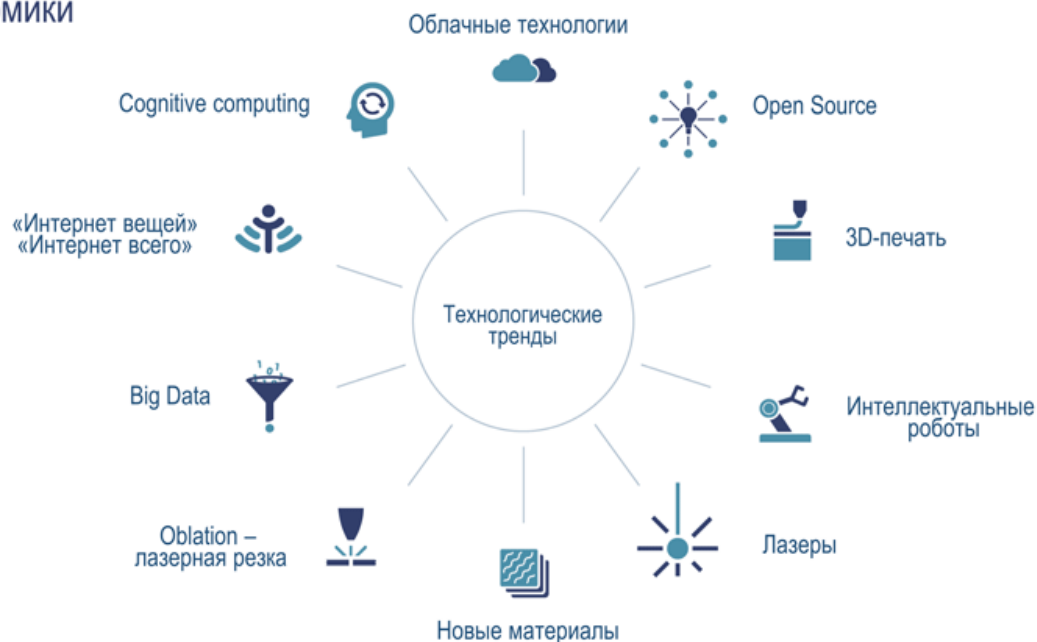 Облачные технологии
Cognitive computing
Open Source
«Интернет вещей»
«Интернет всего»
3D-печать
Технологические
тренды
Big Data
Интеллектуальные
роботы
Oblation –
лазерная резка
Лазеры
Новые материалы